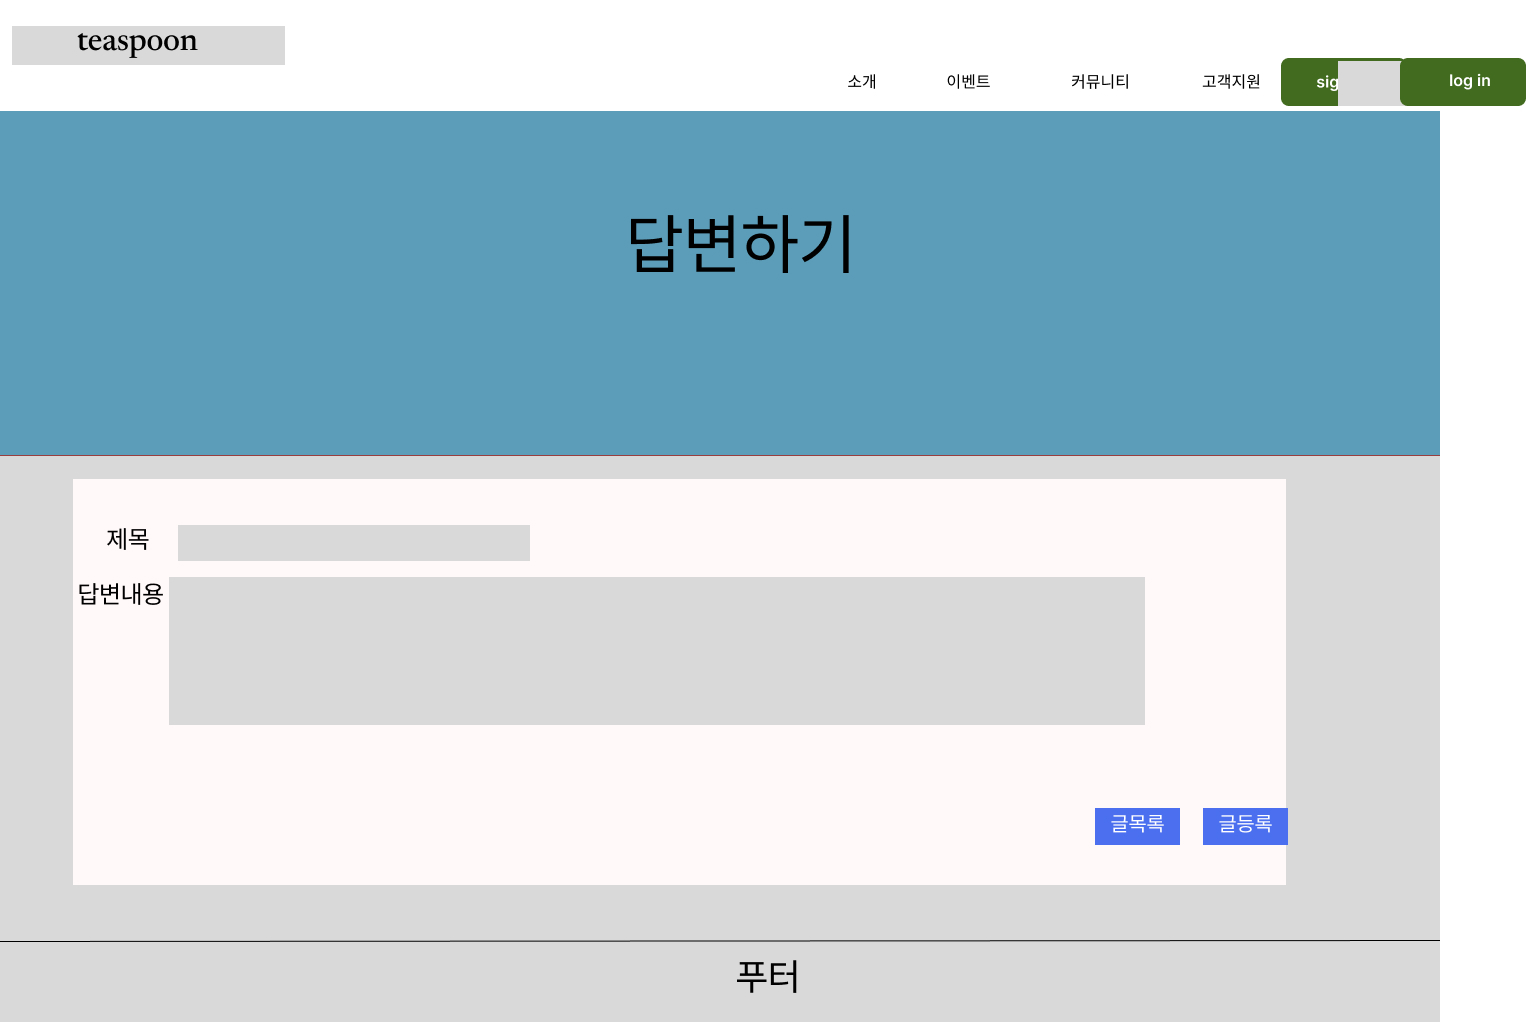 teaspoon
소개
이벤트
커뮤니티
고객지원
log in
답변하기
제목
답변내용
글목록
글등록
푸터